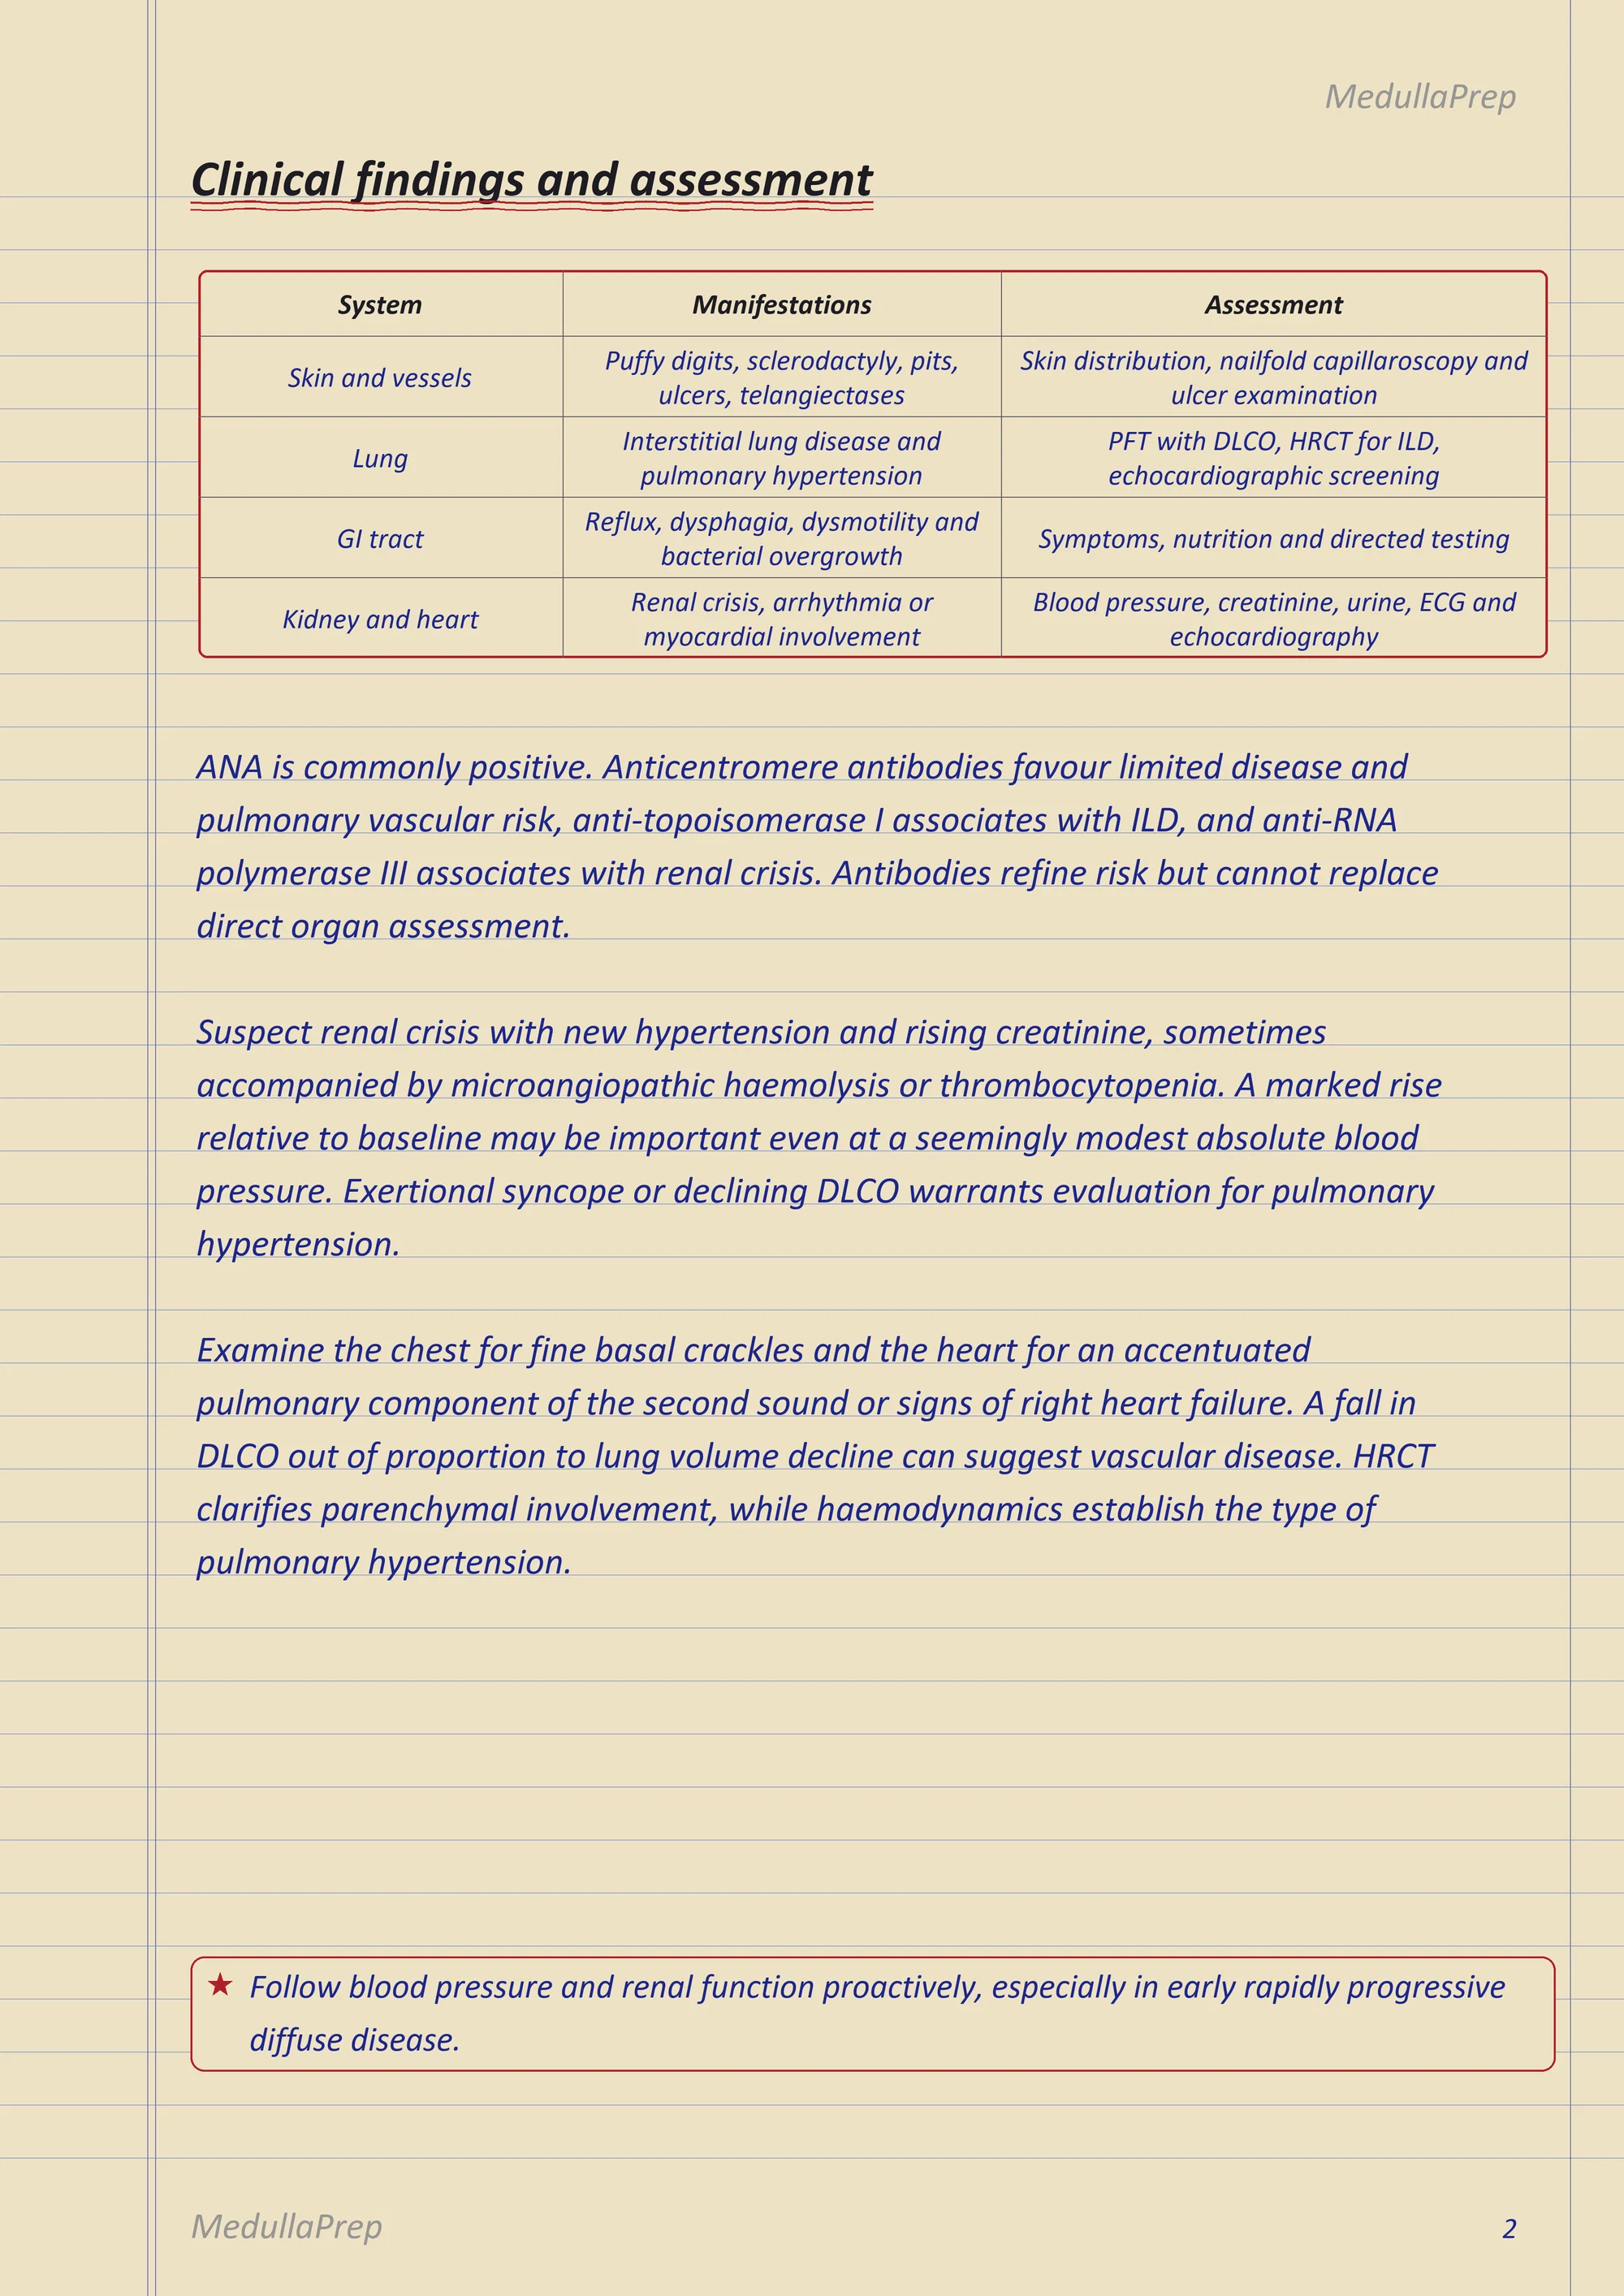 MedullaPrep
Clinical findings and assessment
System Manifestations Assessment
Skin and vessels
Puffy digits, sclerodactyly, pits,
ulcers, telangiectases
Skin distribution, nailfold capillaroscopy and
ulcer examination
Lung
Interstitial lung disease and
pulmonary hypertension
PFT with DLCO, HRCT for ILD,
echocardiographic screening
GI tract
Reflux, dysphagia, dysmotility and
bacterial overgrowth
Symptoms, nutrition and directed testing
Kidney and heart
Renal crisis, arrhythmia or
myocardial involvement
Blood pressure, creatinine, urine, ECG and
echocardiography
ANA is commonly positive. Anticentromere antibodies favour limited disease and
pulmonary vascular risk, anti-topoisomerase I associates with ILD, and anti-RNA
polymerase III associates with renal crisis. Antibodies refine risk but cannot replace
direct organ assessment.
Suspect renal crisis with new hypertension and rising creatinine, sometimes
accompanied by microangiopathic haemolysis or thrombocytopenia. A marked rise
relative to baseline may be important even at a seemingly modest absolute blood
pressure. Exertional syncope or declining DLCO warrants evaluation for pulmonary
hypertension.
Examine the chest for fine basal crackles and the heart for an accentuated
pulmonary component of the second sound or signs of right heart failure. A fall in
DLCO out of proportion to lung volume decline can suggest vascular disease. HRCT
clarifies parenchymal involvement, while haemodynamics establish the type of
pulmonary hypertension.
★ Follow blood pressure and renal function proactively, especially in early rapidly progressive
diffuse disease.
MedullaPrep 2